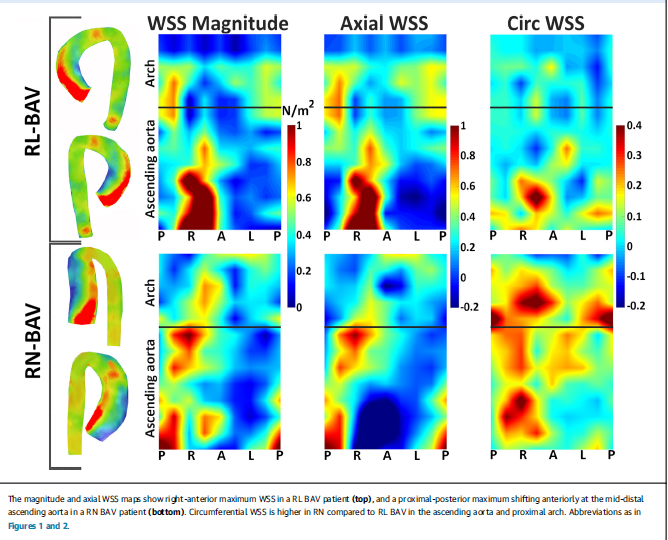 WSS Magnitude Axial WSS Circ WSS
RL-BAV
Arch
Ascending aorta
N/m2
1
0.8
0.6
0.4
0.2
0
1
0.8
0.6
0.4
0.2
0
-0.2
0.4
0.3
0.2
0.1
0
-0.1
-0.2
P R A L P P R A L P P R A L P
RN-BAV
Arch
Ascending aorta
P R A L P P R A L P P R A L P
The magnitude and axial WSS maps show right-anterior maximum WSS in a RL BAV patient (top), and a proximal-posterior maximum shifting anteriorly at the mid-distal
ascending aorta in a RN BAV patient (bottom). Circumferential WSS is higher in RN compared to RL BAV in the ascending aorta and proximal arch. Abbreviations as in
Figures 1 and 2.